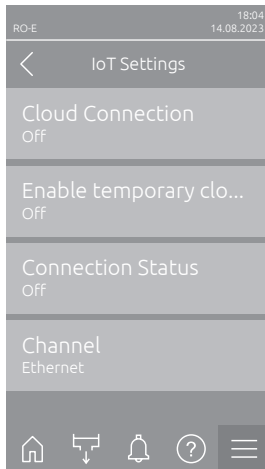 18:04
RO-E 14.08.2023
IoT Settings
Cloud Connection
Off
Enable temporary clo...
Off
Connection Status
Off
Channel
Ethernet
?